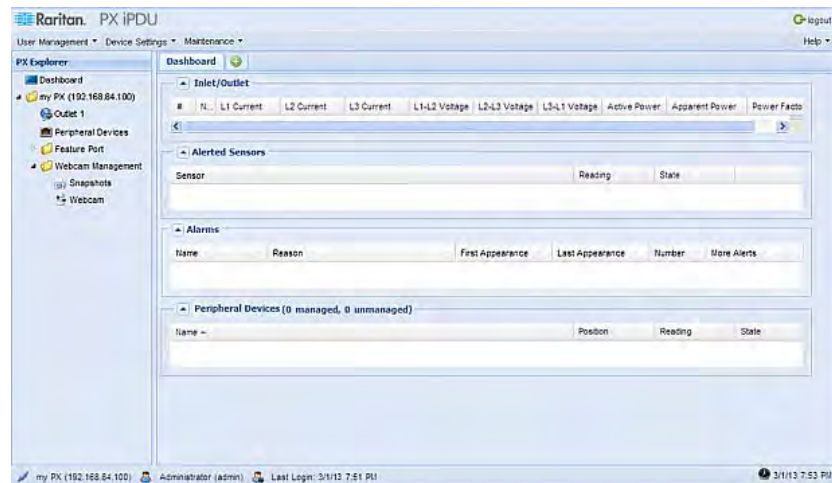 Raritan. PX iPDU
logout
User Management Device Settings Maintenance
Help
PX Explorer
Dashboard
my PX (192.168.84.100)
Outlet 1
Peripheral Devices
Feature Port
Webcam Management
Snapshots
Webcam
Dashboard
Inlet/Outlet
# N... L1 Current L2 Current L3 Current L1-L2 Voltage L2-L3 Voltage L3-L1 Voltage Active Power Apparent Power Power Facto
Alerted Sensors
Sensor Reading State
Alarms
Name Reason First Appearance Last Appearance Number More Alerts
Peripheral Devices (0 managed, 0 unmanaged)
Name Position Reading State
my PX (192.168.84.100) Administrator (admin) Last Login: 3/1/13 7:51 PM
3/1/13 7:53 PM